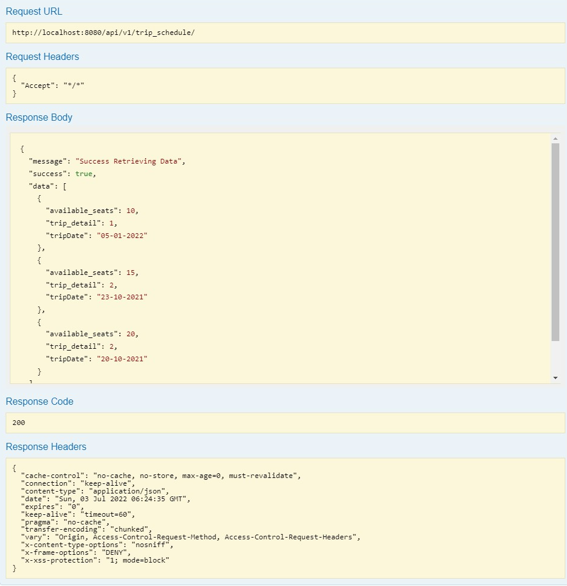 Request URL
http://localhost:8080/api/v1/trip_schedule/
Request Headers
{
"Accept": "*/*"
}
Response Body
{
"message": "Success Retrieving Data",
"success": true,
"data": [
{
"available_seats": 10,
"trip_detail": 1,
"tripDate": "05-01-2022"
},
{
"available_seats": 15,
"trip_detail": 2,
"tripDate": "23-10-2021"
},
{
"available_seats": 20,
"trip_detail": 2,
"tripDate": "20-10-2021"
}
]
Response Code
200
Response Headers
{
"cache-control": "no-cache, no-store, max-age=0, must-revalidate",
"connection": "keep-alive",
"content-type": "application/json",
"date": "Sun, 03 Jul 2022 06:24:35 GMT",
"expires": "0",
"keep-alive": "timeout=60",
"pragma": "no-cache",
"transfer-encoding": "chunked",
"vary": "Origin, Access-Control-Request-Method, Access-Control-Request-Headers",
"x-content-type-options": "nosniff",
"x-frame-options": "DENY",
"x-xss-protection": "1; mode=block"
}